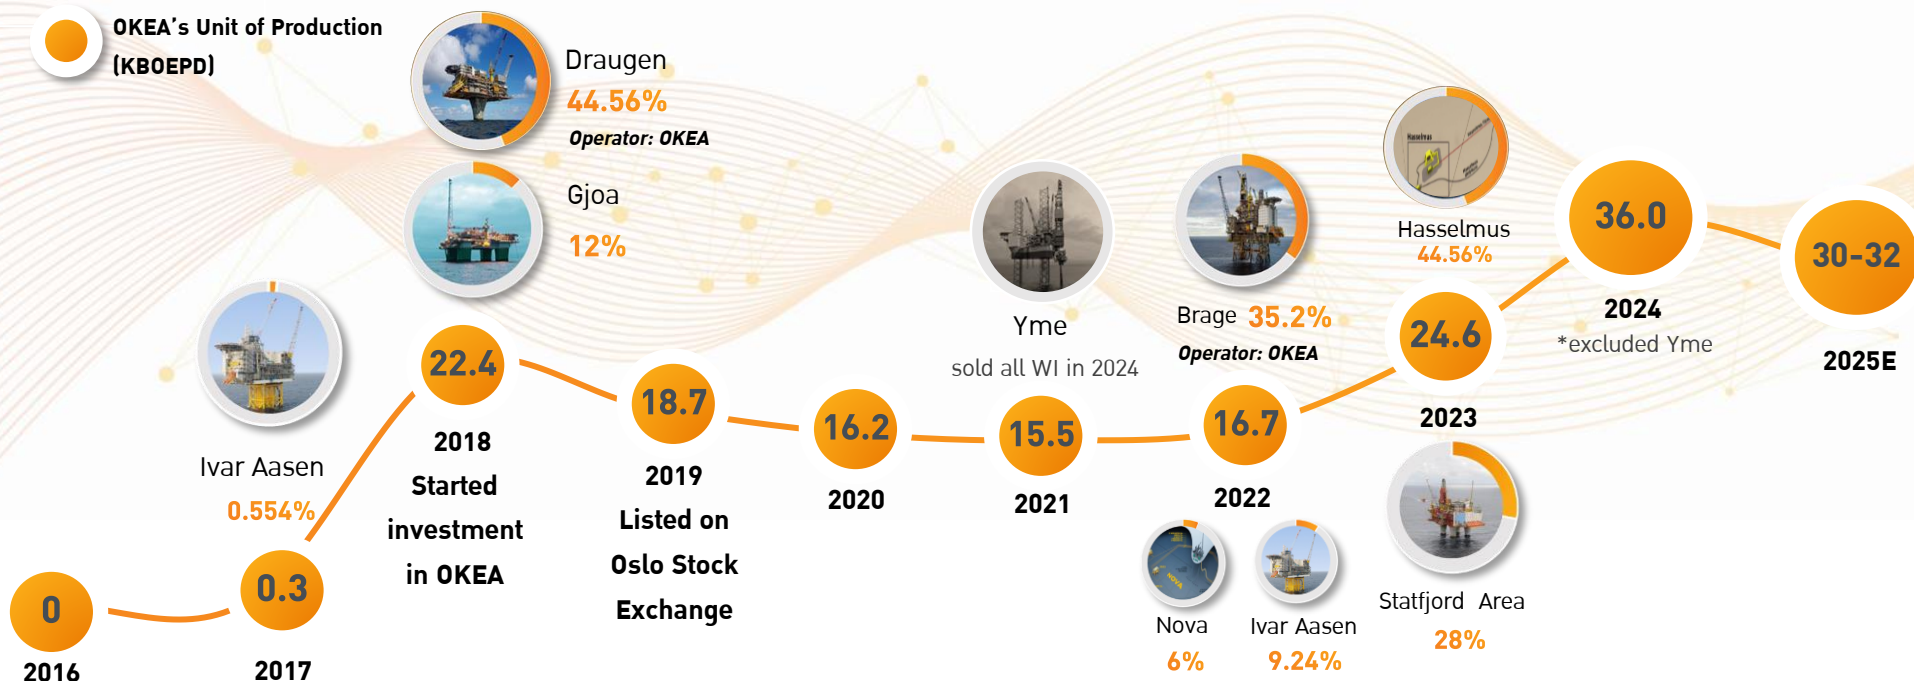 OKEA's Unit of Production
(KBOEPD)
Draugen
44.56%
Operator: OKEA
Gjoa
12%
Ivar Aasen
0.554%
Yme
sold all WI in 2024
Brage 35.2%
Operator: OKEA
Hasselmus
Hasselmus
44.56%
0
2016
0.3
2017
22.4
2018
Started
investment
in OKEA
18.7
2019
Listed on
Oslo Stock
Exchange
16.2
2020
15.5
2021
16.7
2022
NOVA
Nova
6%
Ivar Aasen
9.24%
24.6
2023
Statfjord Area
28%
36.0
2024
*excluded Yme
30-32
2025E